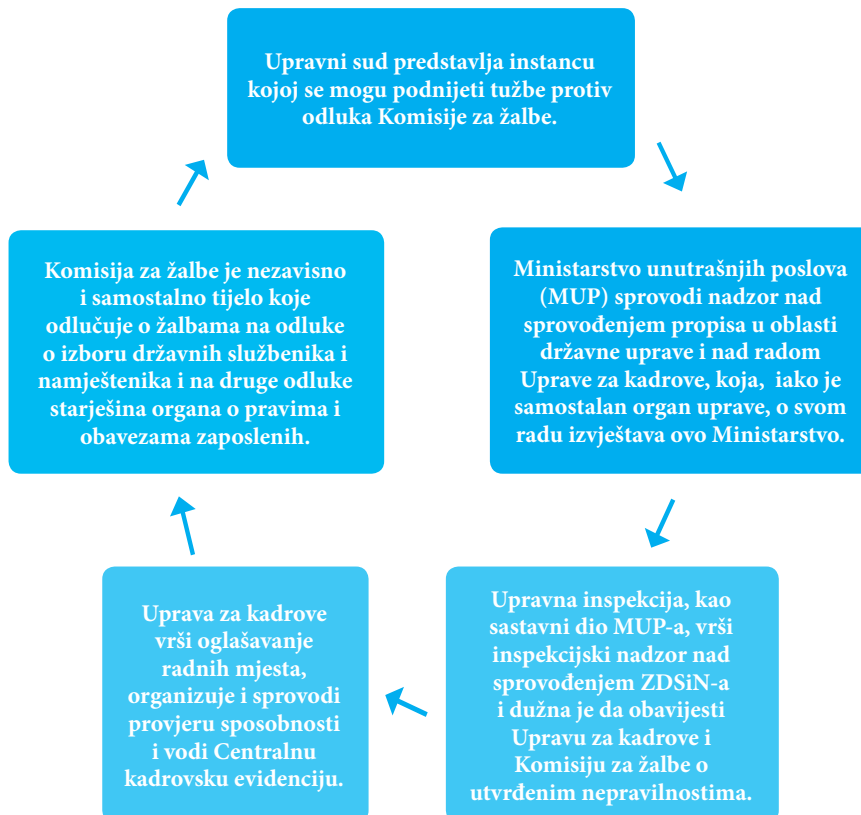 Upravni sud predstavlja instancu
kojoj se mogu podnijeti tužbe protiv
odluka Komisije za žalbe.
Ministarstvo unutrašnjih poslova
(MUP) sprovodi nadzor nad
sprovođenjem propisa u oblasti
državne uprave i nad radom
Uprave za kadrove, koja, iako je
samostalan organ uprave, o svom
radu izvještava ovo Ministarstvo.
Upravna inspekcija, kao
sastavni dio MUP-a, vrši
inspekcijski nadzor nad
sprovođenjem ZDSiN-a
i dužna je da obavijesti
Upravu za kadrove i
Komisiju za žalbe o
utvrđenim nepravilnostima.
Uprava za kadrove
vrši oglašavanje
radnih mjesta,
organizuje i sprovodi
provjeru sposobnosti
i vodi Centralnu
kadrovsku evidenciju.
Komisija za žalbe je nezavisno
i samostalno tijelo koje
odlučuje o žalbama na odluke
o izboru državnih službenika i
namještenika i na druge odluke
starješina organa o pravima i
obavezama zaposlenih.